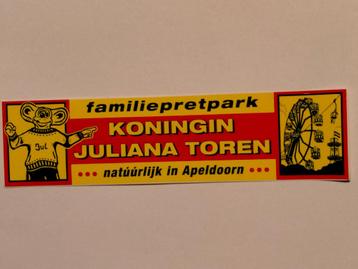 familiepretpark
KONINGIN
JULIANA TOREN
••• natúúrlijk in Apeldoorn •••
Jul